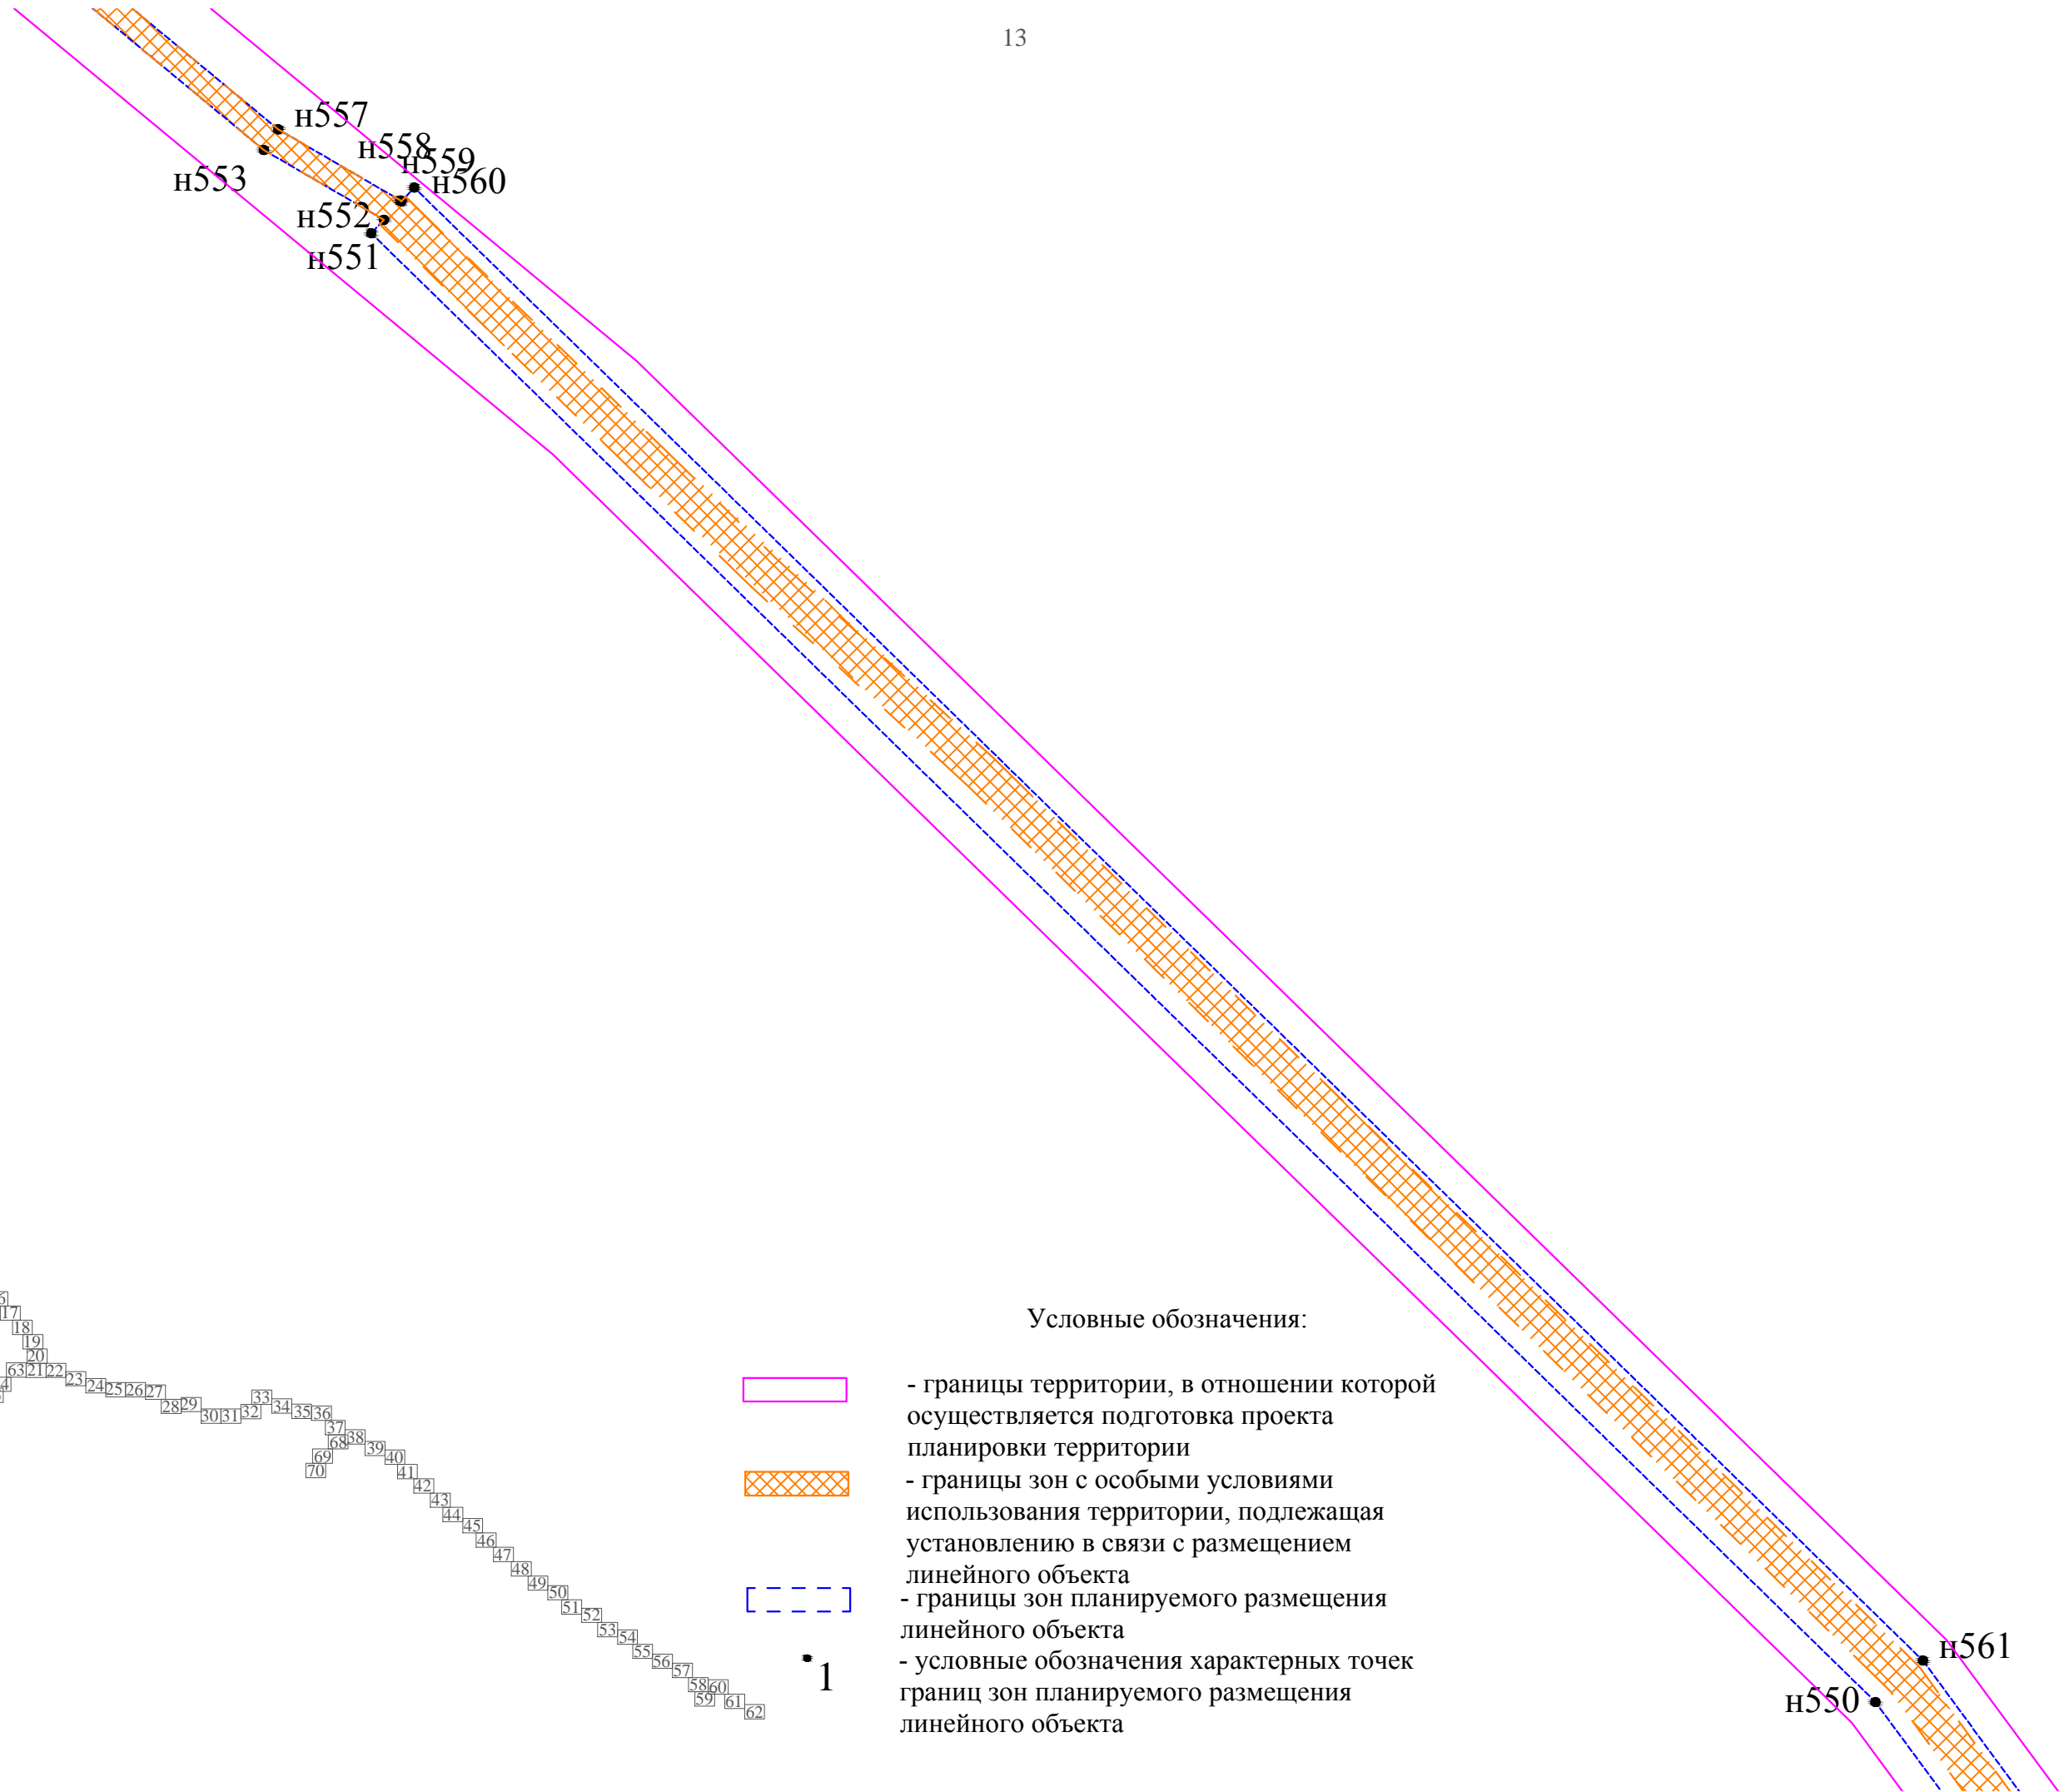 13
н557
н558
н559
н553
н560
н552
н551
17
18
19
20
63 21 22
23
24 25 26 27
28 29
30 31 32
33
34 35 36
37
68 38
69 39 40
70 41
42
43
44
45
46
47
48
49 50
51 52
53 54
55 56
57
58 60
59 61
62
Условные обозначения:
- границы территории, в отношении которой
осуществляется подготовка проекта
планировки территории
- границы зон с особыми условиями
использования территории, подлежащая
установлению в связи с размещением
линейного объекта
- границы зон планируемого размещения
линейного объекта
1
- условные обозначения характерных точек
границ зон планируемого размещения
линейного объекта
н561
н550